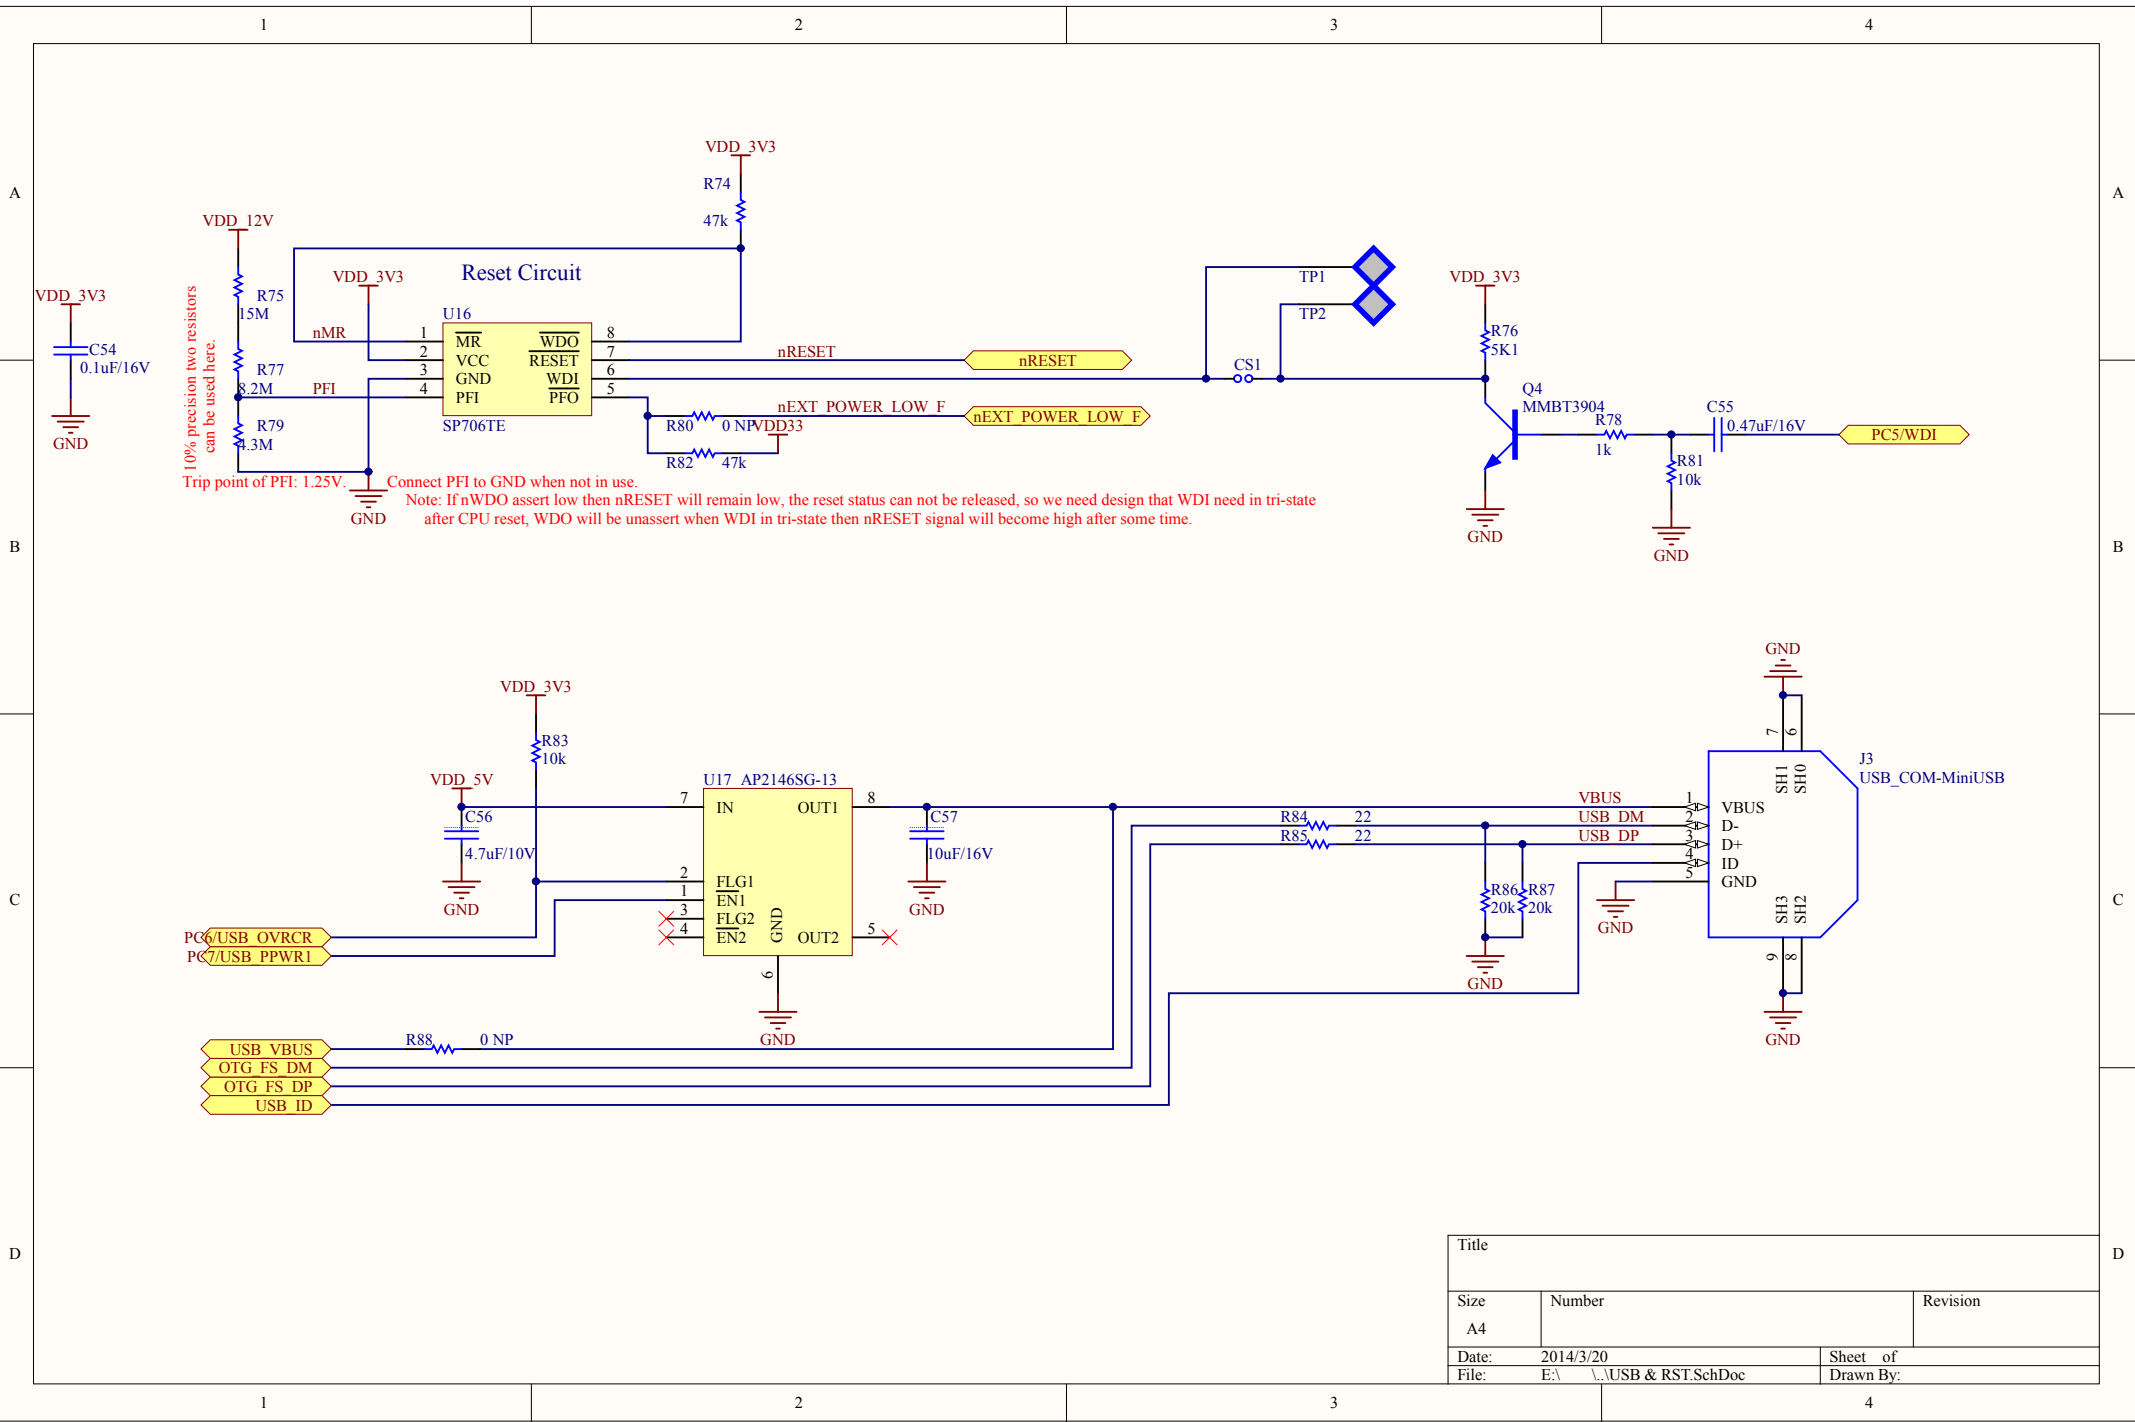 1 2 3 4
A
A
B
B
C
C
D
D
1 2 3 4
VDD_3V3
C54
0.1uF/16V
GND
10% precision two resistors
can be used here.
VDD_12V
R75
15M
R77
8.2M
R79
4.3M
Trip point of PFI: 1.25V.
VDD_3V3
nMR
PFI
GND
Reset Circuit
VDD_3V3
R74
47k
U16
1 MR
2 VCC
3 GND
4 PFI
WDO 8
RESET 7
WDI 6
PFO 5
SP706TE
nRESET
nRESET
R80 0 NP
nEXT_POWER_LOW_F
nEXT_POWER_LOW_F
VDD33
R82 47k
Connect PFI to GND when not in use.
Note: If nWDO assert low then nRESET will remain low, the reset status can not be released, so we need design that WDI need in tri-state
after CPU reset, WDO will be unassert when WDI in tri-state then nRESET signal will become high after some time.
TP1
TP2
CS1
VDD_3V3
R76
5K1
Q4
MMBT3904
GND
R78
1k
R81
10k
GND
C55
0.47uF/16V
PC5/WDI
VDD_3V3
R83
10k
VDD_5V
C56
4.7uF/10V
GND
U17 AP2146SG-13
7 IN
2 FLG1
1 EN1
3 FLG2
4 EN2
OUT1 8
OUT2 5
GND
6
GND
C57
10uF/16V
GND
PC6/USB_OVRCR
PC7/USB_PPWR1
USB_VBUS
OTG_FS_DM
OTG_FS_DP
USB_ID
R88 0 NP
R84 22
R85 22
VBUS
USB_DM
USB_DP
R86
20k
R87
20k
GND
GND
GND
7
6
SH1
SH0
J3
USB_COM-MiniUSB
1 VBUS
2 D-
3 D+
4 ID
5 GND
SH3
SH2
9
8
GND
Title
Size
A4
Number
Revision
Date: 2014/3/20
Sheet of
File: E:\ \..\USB & RST.SchDoc
Drawn By: